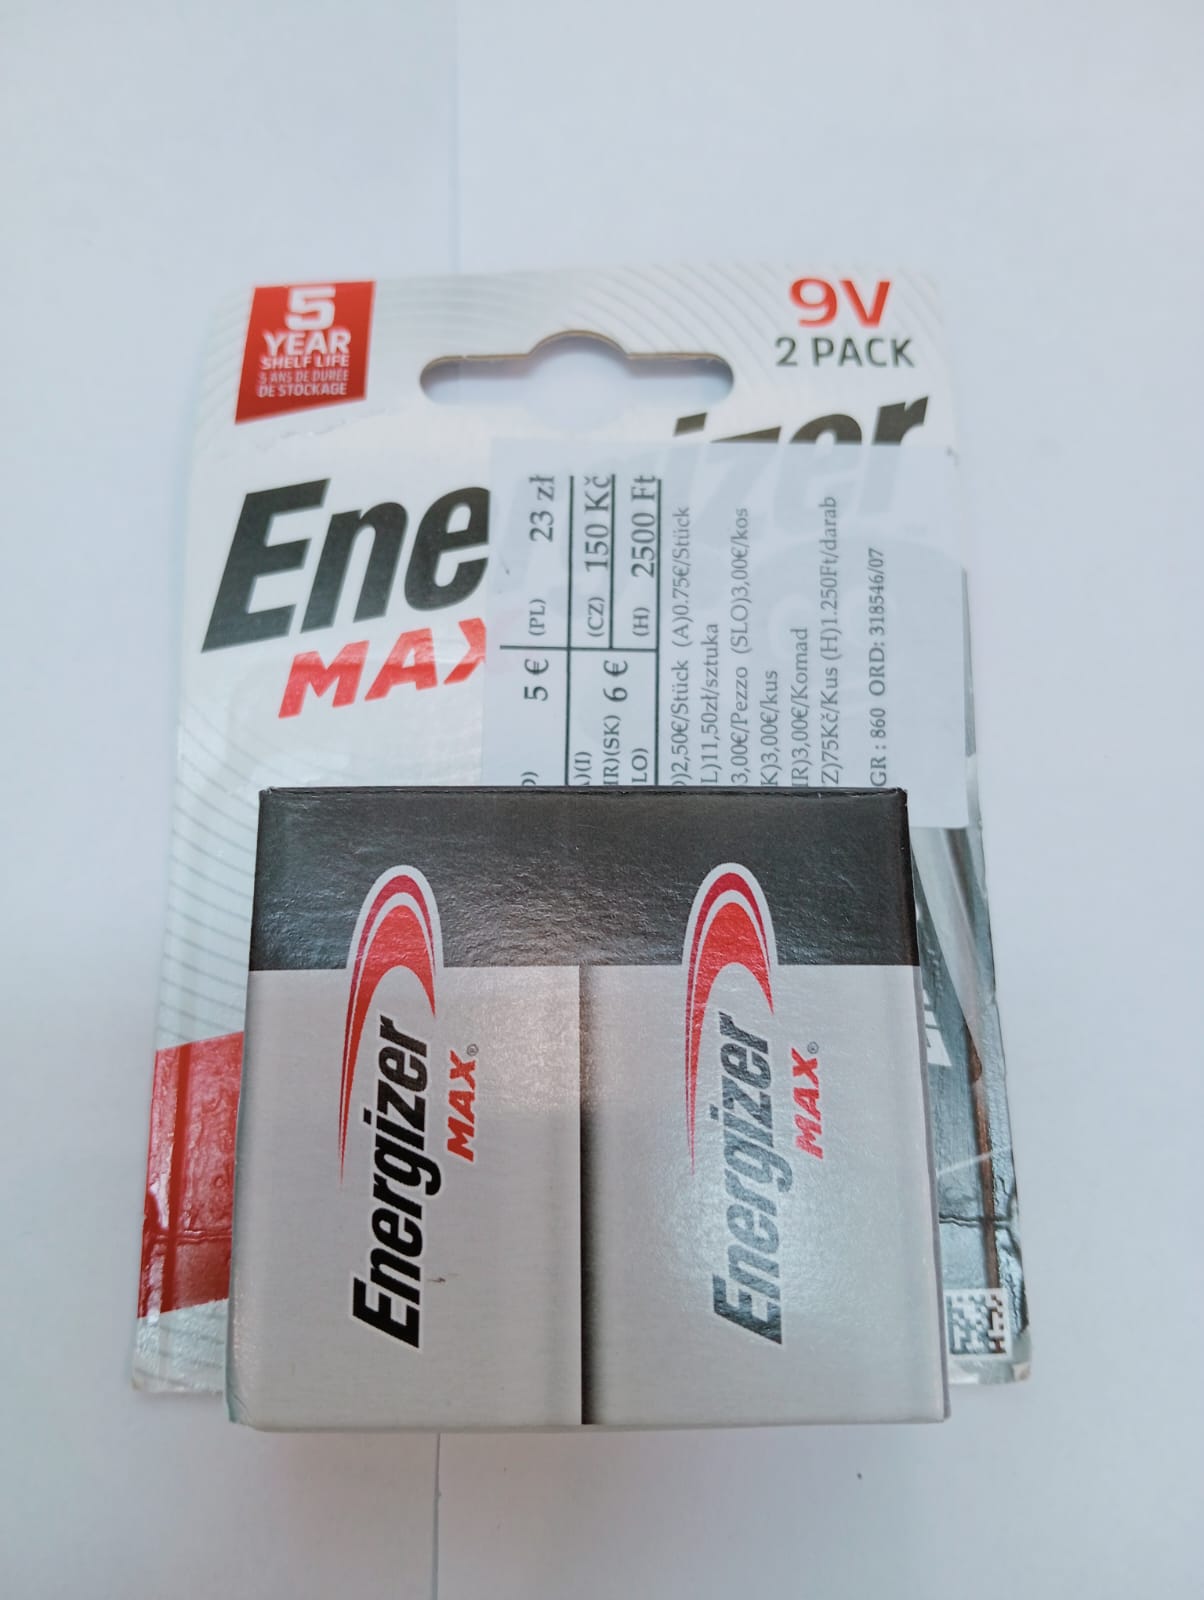 5
YEAR
SHELF LIFE
5 ANS DE DURÉE
DE STOCKAGE
9V
2 PACK
Energizer
MAX
5 € (PL) 23 zł
(I) (CZ) 150 Kč
(SK) 6 € (H) 2500 Ft
)2,50€/Stück (A)0.75€/Stück
L)11,50zł/sztuka
3,00€/Pezzo (SLO)3,00€/kos
K)3,00€/kus
IR)3,00€/Komad
Z)75Kč/Kus (H)1.250Ft/darab
GR : 860 ORD: 318546/07
Energizer
MAX®
Energizer
MAX®